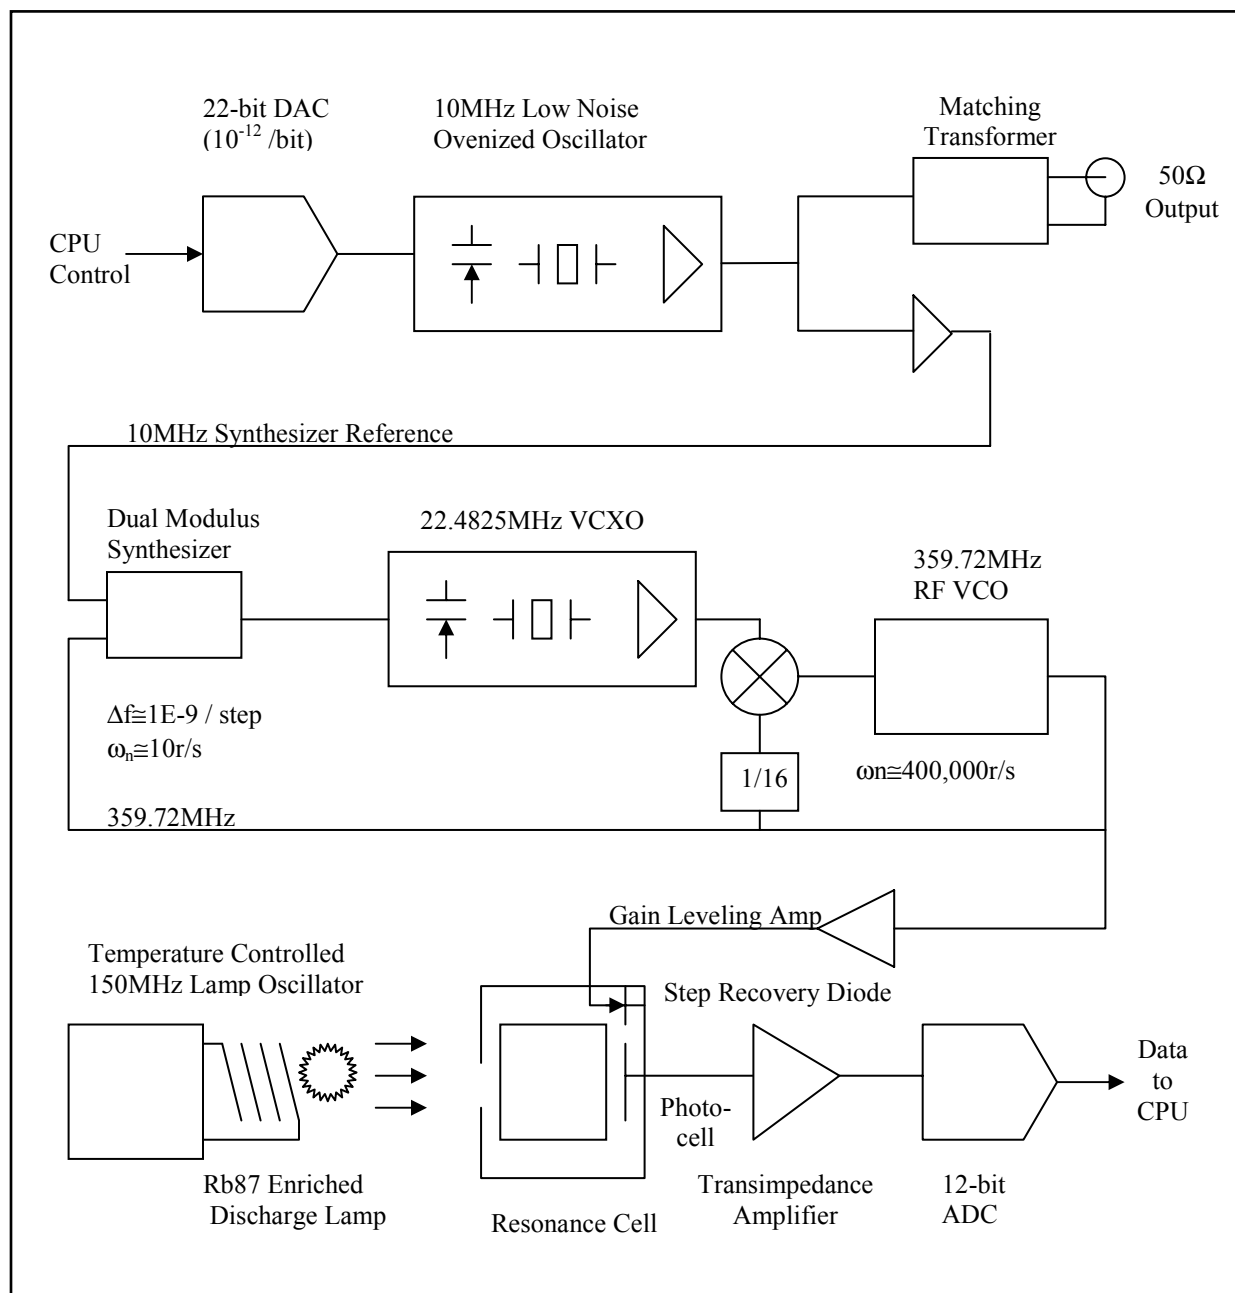 22-bit DAC
(10⁻¹² /bit)
10MHz Low Noise
Ovenized Oscillator
Matching
Transformer
50Ω
Output
CPU
Control
10MHz Synthesizer Reference
Dual Modulus
Synthesizer
22.4825MHz VCXO
359.72MHz
RF VCO
Δf≅1E-9 / step
ωₙ≅10r/s
1/16
ωn≅400,000r/s
359.72MHz
Gain Leveling Amp
Temperature Controlled
150MHz Lamp Oscillator
Step Recovery Diode
Photo-
cell
Data
to
CPU
Rb87 Enriched
Discharge Lamp
Resonance Cell
Transimpedance
Amplifier
12-bit
ADC